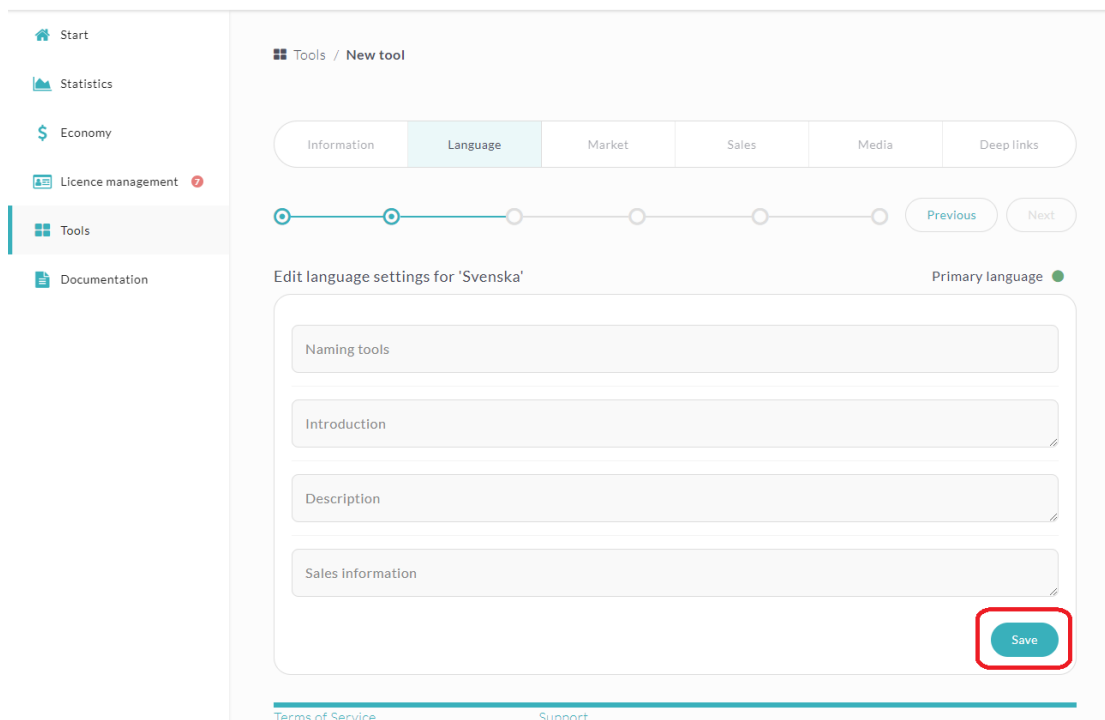 Start
Statistics
Economy
Licence management 7
Tools
Documentation
Tools / New tool
Information Language Market Sales Media Deep links
Previous Next
Edit language settings for 'Svenska' Primary language
Naming tools
Introduction
Description
Sales information
Save
Terms of Service Support